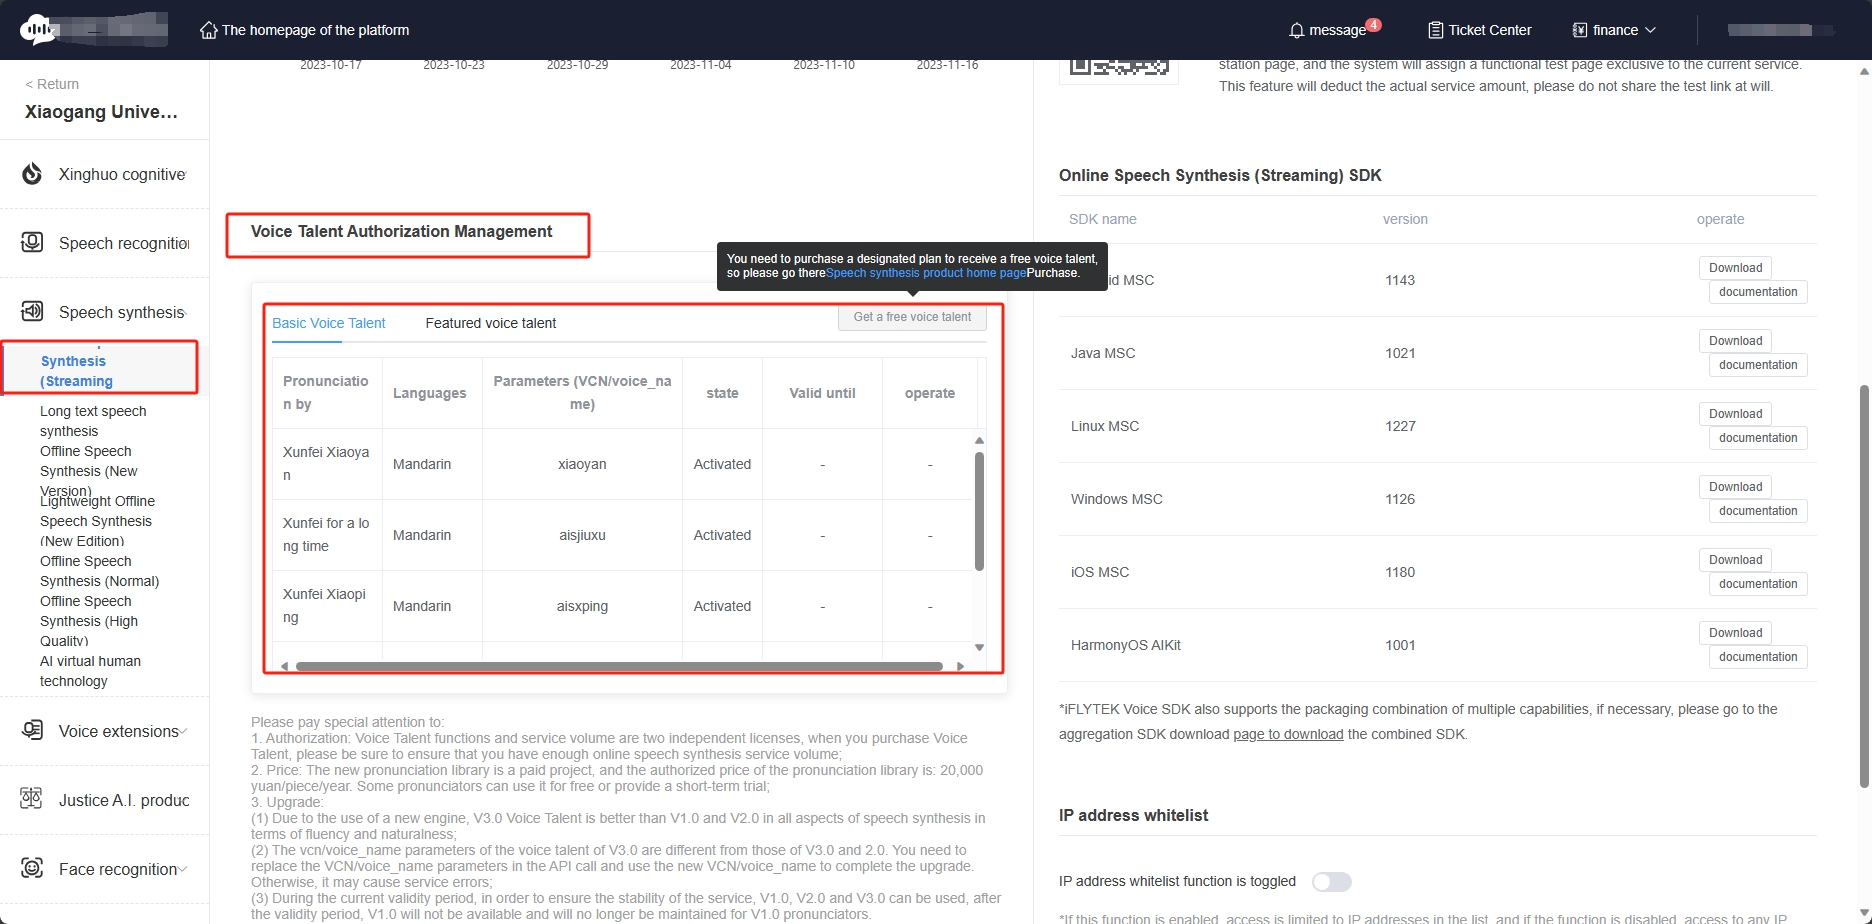 The homepage of the platform
message
4
Ticket Center
finance
< Return
Xiaogang Unive...
Xinghuo cognitive
Speech recognition
Speech synthesis
Synthesis
(Streaming
Long text speech
synthesis
Offline Speech
Synthesis (New
Version)
Lightweight Offline
Speech Synthesis
(New Edition)
Offline Speech
Synthesis (Normal)
Offline Speech
Synthesis (High
Quality)
AI virtual human
technology
Voice extensions
Justice A.I. produc
Face recognition
2023-10-17
2023-10-23
2023-10-29
2023-11-04
2023-11-10
2023-11-16
Voice Talent Authorization Management
You need to purchase a designated plan to receive a free voice talent,
so please go thereSpeech synthesis product home pagePurchase.
Basic Voice Talent
Featured voice talent
Get a free voice talent
Pronunciatio
n by
Languages
Parameters (VCN/voice_na
me)
state
Valid until
operate
Xunfei Xiaoya
n
Mandarin
xiaoyan
Activated
-
-
Xunfei for a lo
ng time
Mandarin
aisjiuxu
Activated
-
-
Xunfei Xiaopi
ng
Mandarin
aisxping
Activated
-
-
Please pay special attention to:
1. Authorization: Voice Talent functions and service volume are two independent licenses, when you purchase Voice
Talent, please be sure to ensure that you have enough online speech synthesis service volume;
2. Price: The new pronunciation library is a paid project, and the authorized price of the pronunciation library is: 20,000
yuan/piece/year. Some pronunciators can use it for free or provide a short-term trial;
3. Upgrade:
(1) Due to the use of a new engine, V3.0 Voice Talent is better than V1.0 and V2.0 in all aspects of speech synthesis in
terms of fluency and naturalness;
(2) The vcn/voice_name parameters of the voice talent of V3.0 are different from those of V3.0 and 2.0. You need to
replace the VCN/voice_name parameters in the API call and use the new VCN/voice_name to complete the upgrade.
Otherwise, it may cause service errors;
(3) During the current validity period, in order to ensure the stability of the service, V1.0, V2.0 and V3.0 can be used, after
the validity period, V1.0 will not be available and will no longer be maintained for V1.0 pronunciators.
station page, and the system will assign a functional test page exclusive to the current service.
This feature will deduct the actual service amount, please do not share the test link at will.
Online Speech Synthesis (Streaming) SDK
SDK name
version
operate
id MSC
1143
Download
documentation
Java MSC
1021
Download
documentation
Linux MSC
1227
Download
documentation
Windows MSC
1126
Download
documentation
iOS MSC
1180
Download
documentation
HarmonyOS AIKit
1001
Download
documentation
*iFLYTEK Voice SDK also supports the packaging combination of multiple capabilities, if necessary, please go to the
aggregation SDK download page to download the combined SDK.
IP address whitelist
IP address whitelist function is toggled
*If this function is enabled, access is limited to IP addresses in the list, and if the function is disabled, access to any IP